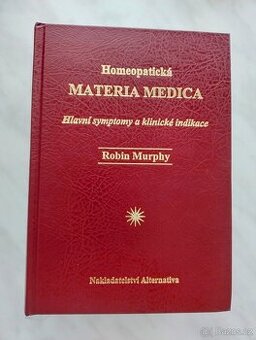 Homeopatická
MATERIA MEDICA
Hlavní symptomy a klinické indikace
Robin Murphy
Nakladatelství Alternativa